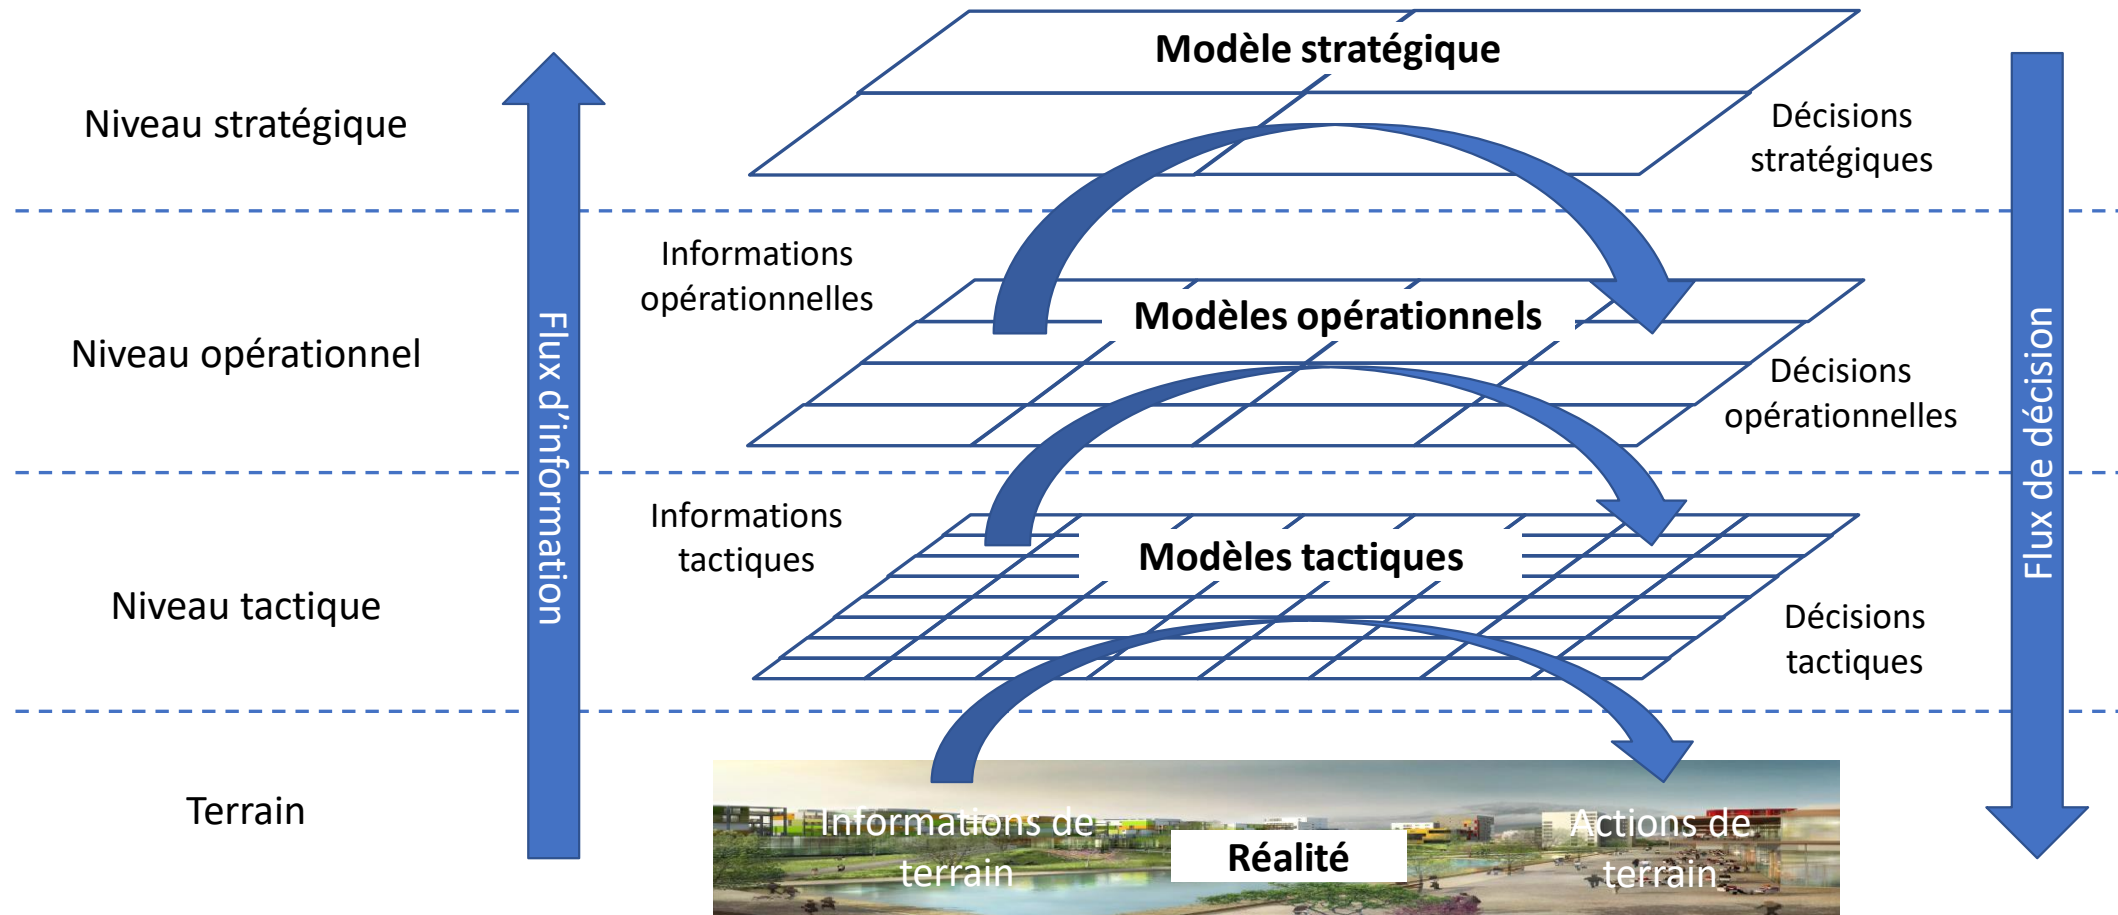 Modèle stratégique
Niveau stratégique
Décisions
stratégiques
Informations
opérationnelles
Modèles opérationnels
Niveau opérationnel
Décisions
opérationnelles
Flux d’information
Flux de décision
Informations
tactiques
Modèles tactiques
Niveau tactique
Décisions
tactiques
Terrain
Informations de
terrain
Réalité
Actions de
terrain